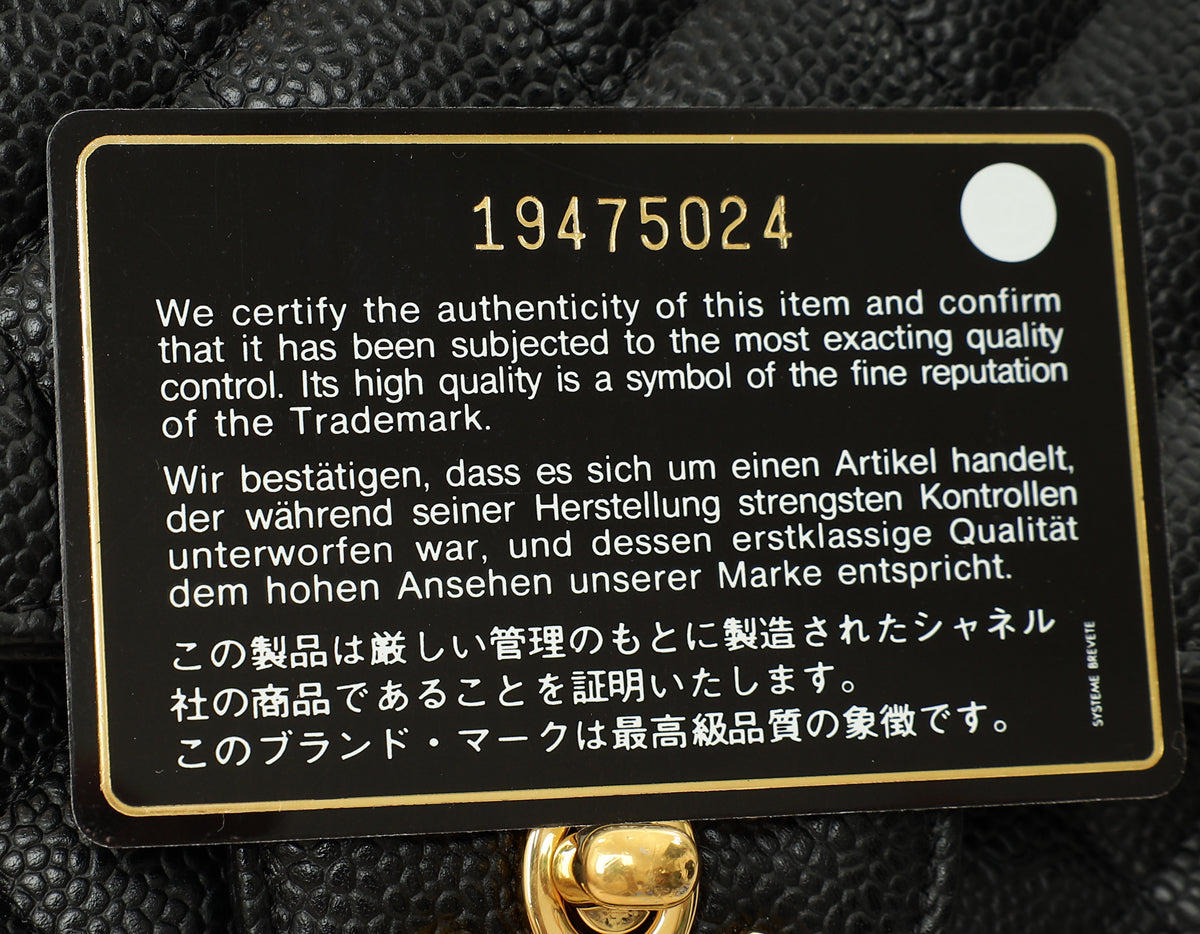 19475024
We certify the authenticity of this item and confirm
that it has been subjected to the most exacting quality
control. Its high quality is a symbol of the fine reputation
of the Trademark.
Wir bestätigen, dass es sich um einen Artikel handelt,
der während seiner Herstellung strengsten Kontrollen
unterworfen war, und dessen erstklassige Qualität
dem hohen Ansehen unserer Marke entspricht.
この製品は厳しい管理のもとに製造されたシャネル
社の商品であることを証明いたします。
このブランド・マークは最高級品質の象徴です。
SYSTEME BREVETE